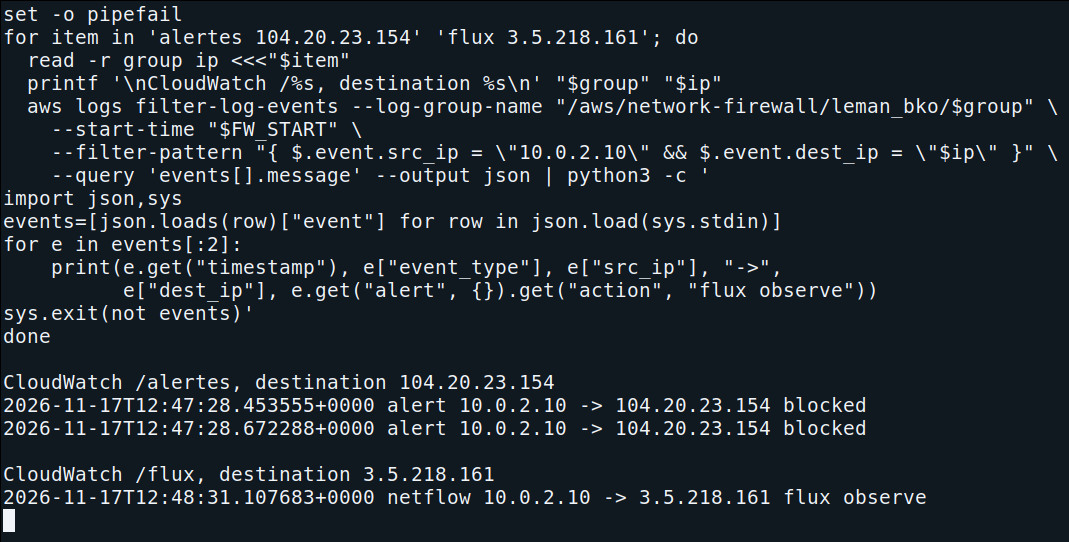 set -o pipefail
for item in 'alertes 104.20.23.154' 'flux 3.5.218.161'; do
  read -r group ip <<<"$item"
  printf '\nCloudWatch /%s, destination %s\n' "$group" "$ip"
  aws logs filter-log-events --log-group-name "/aws/network-firewall/leman_bko/$group" \
    --start-time "$FW_START" \
    --filter-pattern "{ $.event.src_ip = \"10.0.2.10\" && $.event.dest_ip = \"$ip\" }" \
    --query 'events[].message' --output json | python3 -c '
import json,sys
events=[json.loads(row)["event"] for row in json.load(sys.stdin)]
for e in events[:2]:
    print(e.get("timestamp"), e["event_type"], e["src_ip"], "->",
          e["dest_ip"], e.get("alert", {}).get("action", "flux observe"))
sys.exit(not events)'
done

CloudWatch /alertes, destination 104.20.23.154
2026-11-17T12:47:28.453555+0000 alert 10.0.2.10 -> 104.20.23.154 blocked
2026-11-17T12:47:28.672288+0000 alert 10.0.2.10 -> 104.20.23.154 blocked

CloudWatch /flux, destination 3.5.218.161
2026-11-17T12:48:31.107683+0000 netflow 10.0.2.10 -> 3.5.218.161 flux observe